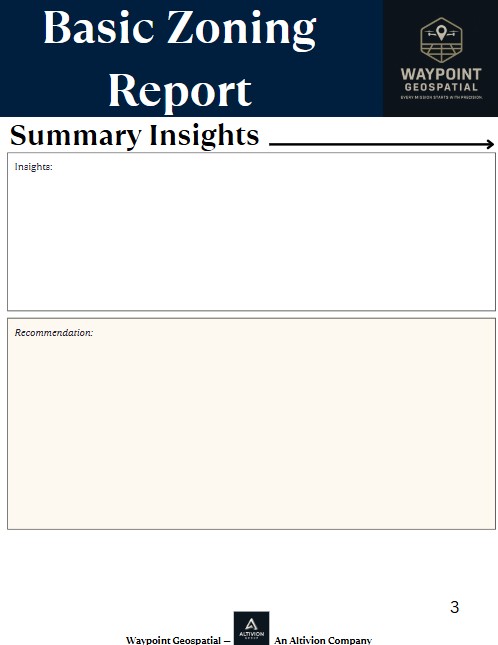 Basic Zoning
Report
WAYPOINT
GEOSPATIAL
EVERY MISSION STARTS WITH PRECISION
Summary Insights
Insights:
Recommendation:
3
ALTIVION
GROUP
Waypoint Geospatial – An Altivion Company